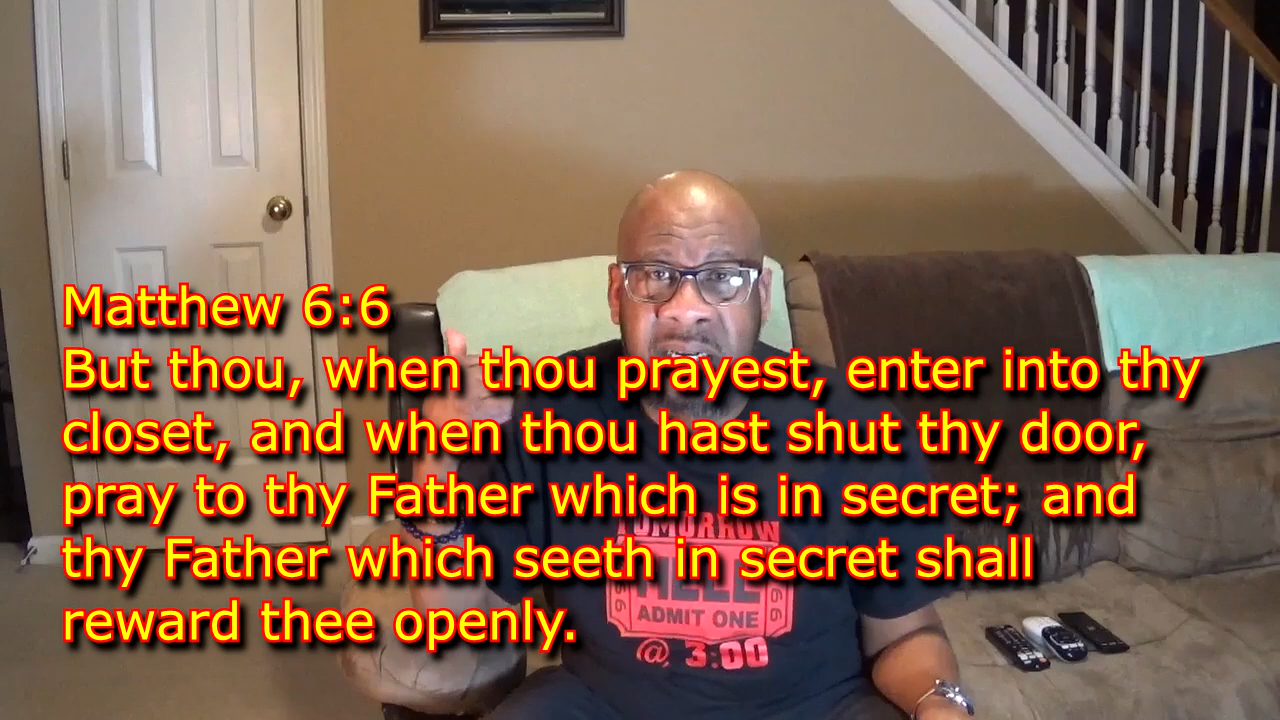 Matthew 6:6
But thou, when thou prayest, enter into thy
closet, and when thou hast shut thy door,
pray to thy Father which is in secret; and
thy Father which seeth in secret shall
reward thee openly.
TOMORROW
HELL
ADMIT ONE
@ 3:00